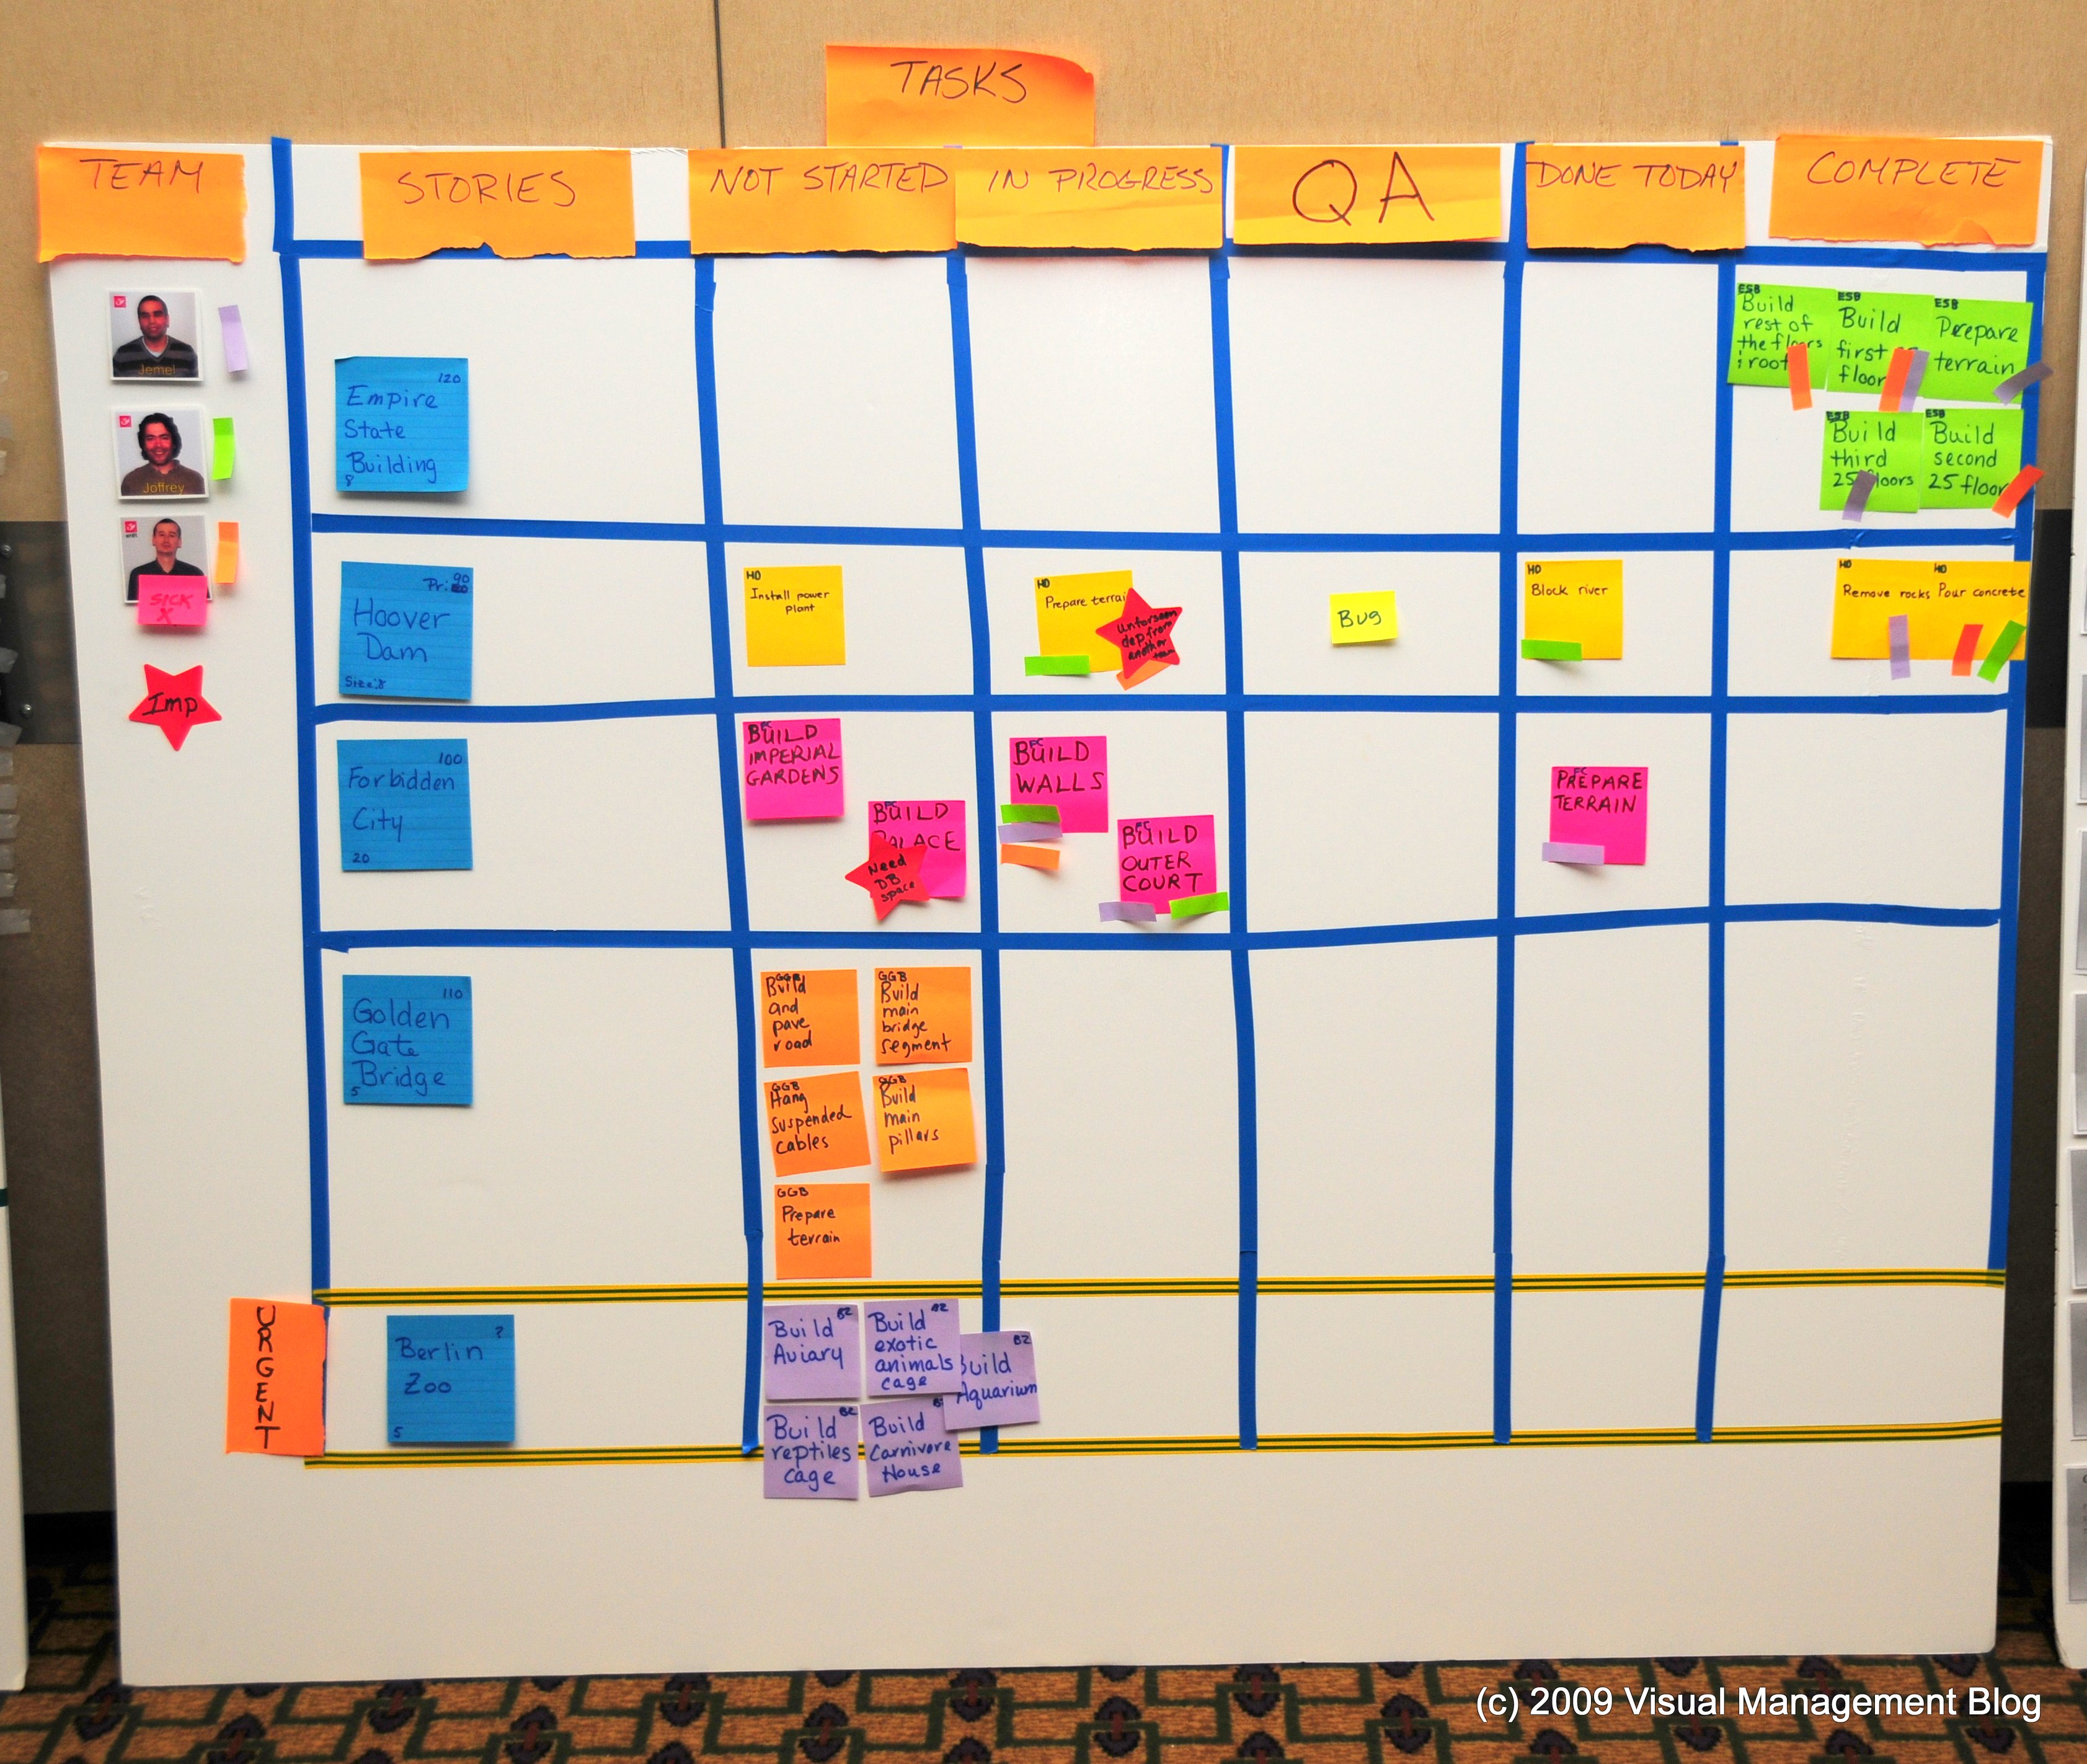 TASKS
TEAM
STORIES
NOT STARTED
IN PROGRESS
QA
DONE TODAY
COMPLETE
Jemel
Joffrey
SICK
X
Imp
120
Empire
State
Building
8
ESB
Build
rest of
the floors
roof
ESB
Build
first
floor
ESB
Prepare
terrain
ESB
Build
third
25 floors
ESB
Build
second
25 floor
Pri: 90
Hoover
Dam
Size: 8
HD
Install power
plant
HD
Prepare terrai
Unforseen
dep from
another
team
Bug
HD
Block river
HD
Remove rocks
HD
Pour concrete
100
Forbidden
City
20
FC
BUILD
IMPERIAL
GARDENS
FC
BUILD
PALACE
Need
DB
space
FC
BUILD
WALLS
FC
BUILD
OUTER
COURT
FC
PREPARE
TERRAIN
110
Golden
Gate
Bridge
5
GGB
Build
and
pave
road
GGB
Build
main
bridge
segment
GGB
Hang
suspended
cables
GGB
Build
main
pillars
GGB
Prepare
terrain
URGENT
?
Berlin
Zoo
5
BZ
Build
Aviary
BZ
Build
exotic
animals
cage
BZ
Build
Aquarium
BZ
Build
reptiles
cage
Build
Carnivore
House
(c) 2009 Visual Management Blog